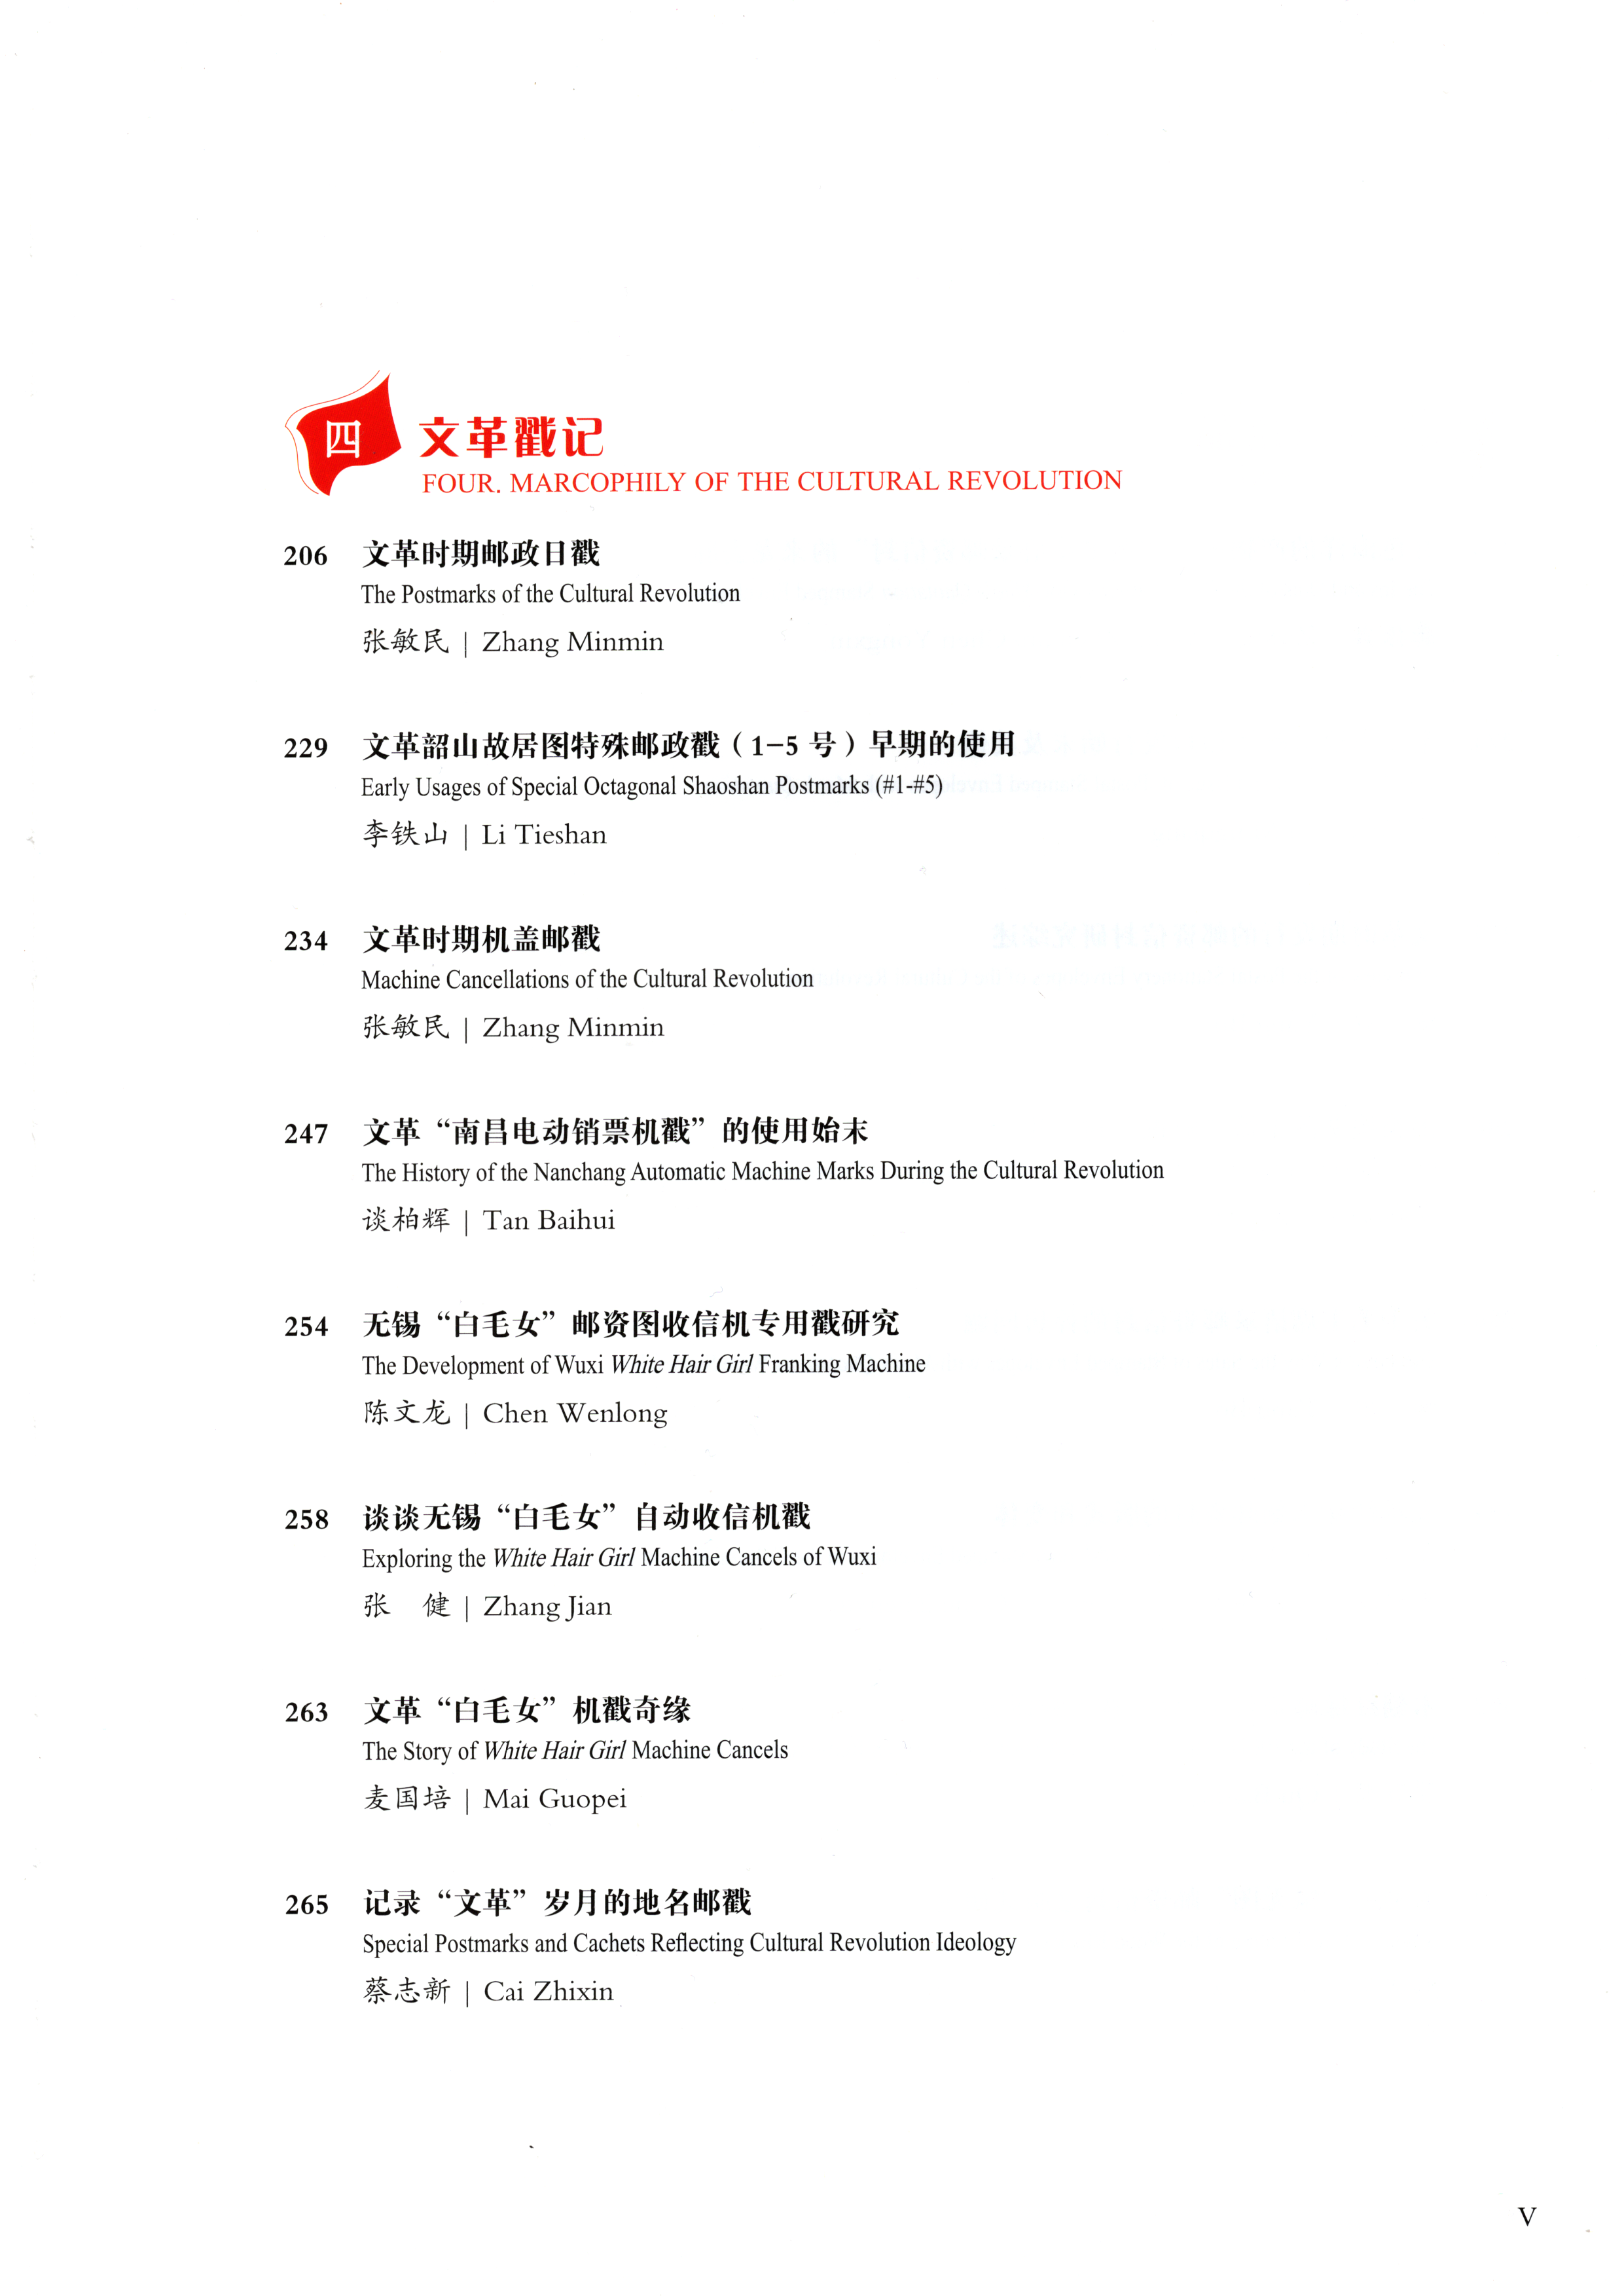 四
文革戳记
FOUR. MARCOPHILY OF THE CULTURAL REVOLUTION
206 文革时期邮政日戳
The Postmarks of the Cultural Revolution
张敏民 | Zhang Minmin
229 文革韶山故居图特殊邮政戳（1-5 号）早期的使用
Early Usages of Special Octagonal Shaoshan Postmarks (#1-#5)
李铁山 | Li Tieshan
234 文革时期机盖邮戳
Machine Cancellations of the Cultural Revolution
张敏民 | Zhang Minmin
247 文革“南昌电动销票机戳”的使用始末
The History of the Nanchang Automatic Machine Marks During the Cultural Revolution
谈柏辉 | Tan Baihui
254 无锡“白毛女”邮资图收信机专用戳研究
The Development of Wuxi White Hair Girl Franking Machine
陈文龙 | Chen Wenlong
258 谈谈无锡“白毛女”自动收信机戳
Exploring the White Hair Girl Machine Cancels of Wuxi
张 健 | Zhang Jian
263 文革“白毛女”机戳奇缘
The Story of White Hair Girl Machine Cancels
麦国培 | Mai Guopei
265 记录“文革”岁月的地名邮戳
Special Postmarks and Cachets Reflecting Cultural Revolution Ideology
蔡志新 | Cai Zhixin
V